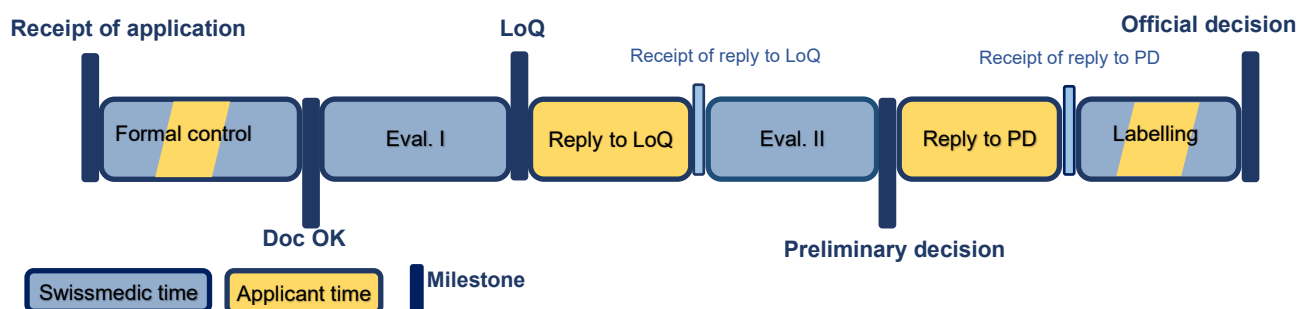 Receipt of application
LoQ
Official decision
Receipt of reply to LoQ
Receipt of reply to PD
Formal control
Eval. I
Reply to LoQ
Eval. II
Reply to PD
Labelling
Doc OK
Preliminary decision
Swissmedic time
Applicant time
Milestone